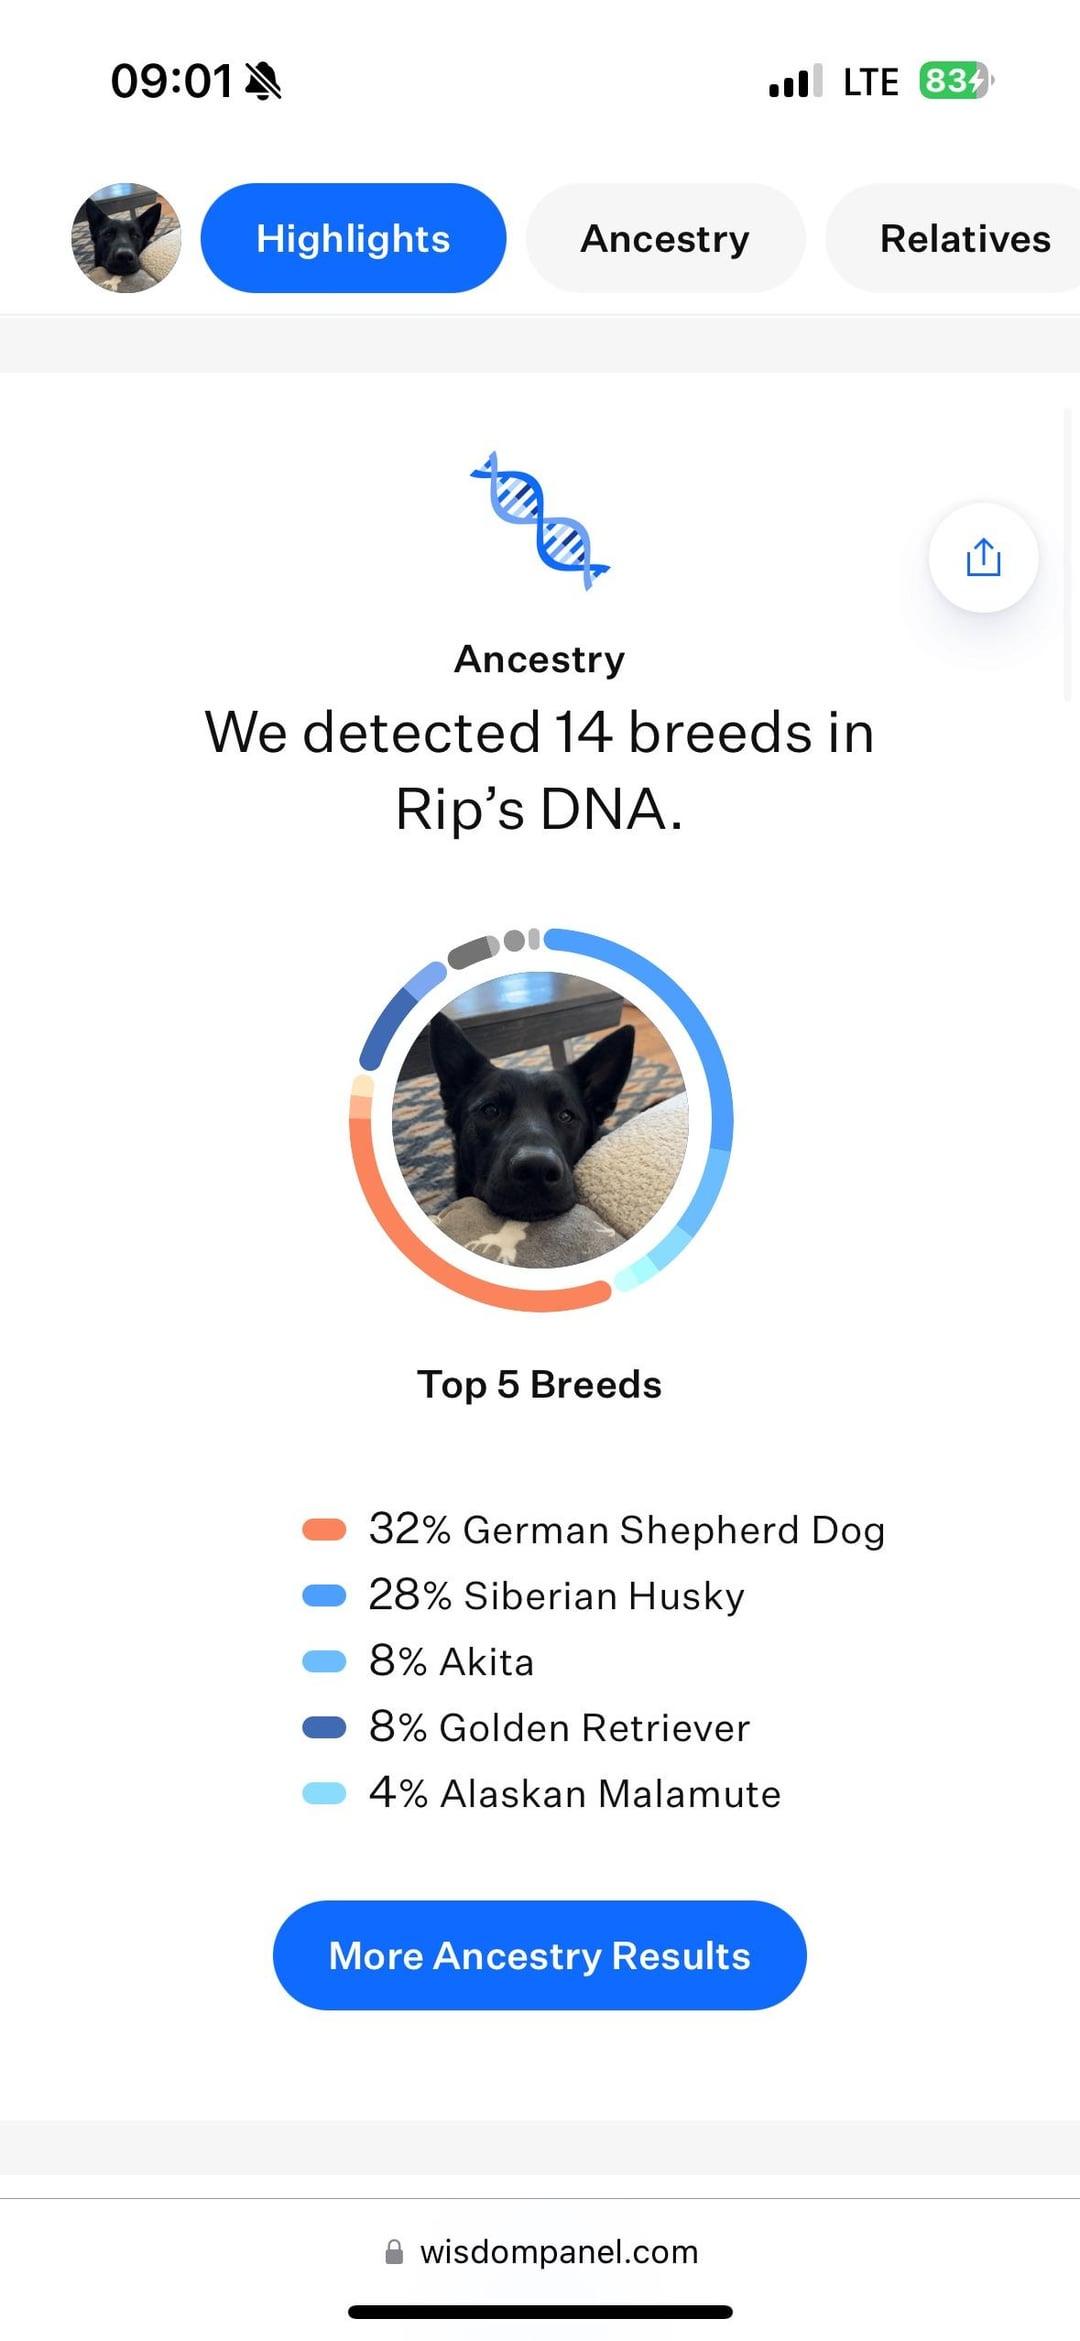 09:01 LTE 83
Highlights Ancestry Relatives
Ancestry
We detected 14 breeds in
Rip’s DNA.
Top 5 Breeds
32% German Shepherd Dog
28% Siberian Husky
8% Akita
8% Golden Retriever
4% Alaskan Malamute
More Ancestry Results
wisdompanel.com